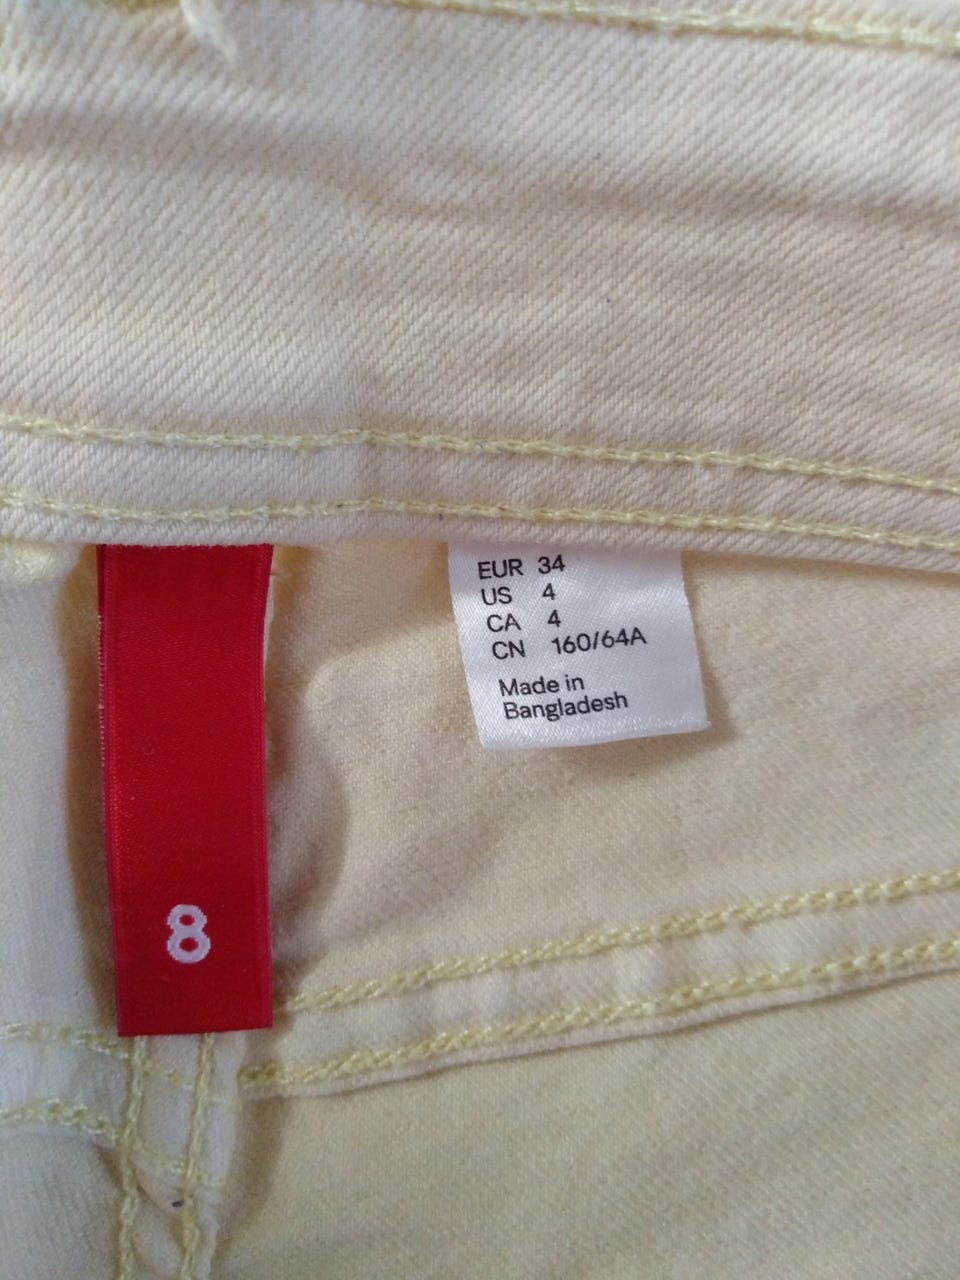 EUR 34
US 4
CA 4
CN 160/64A
Made in
Bangladesh
8